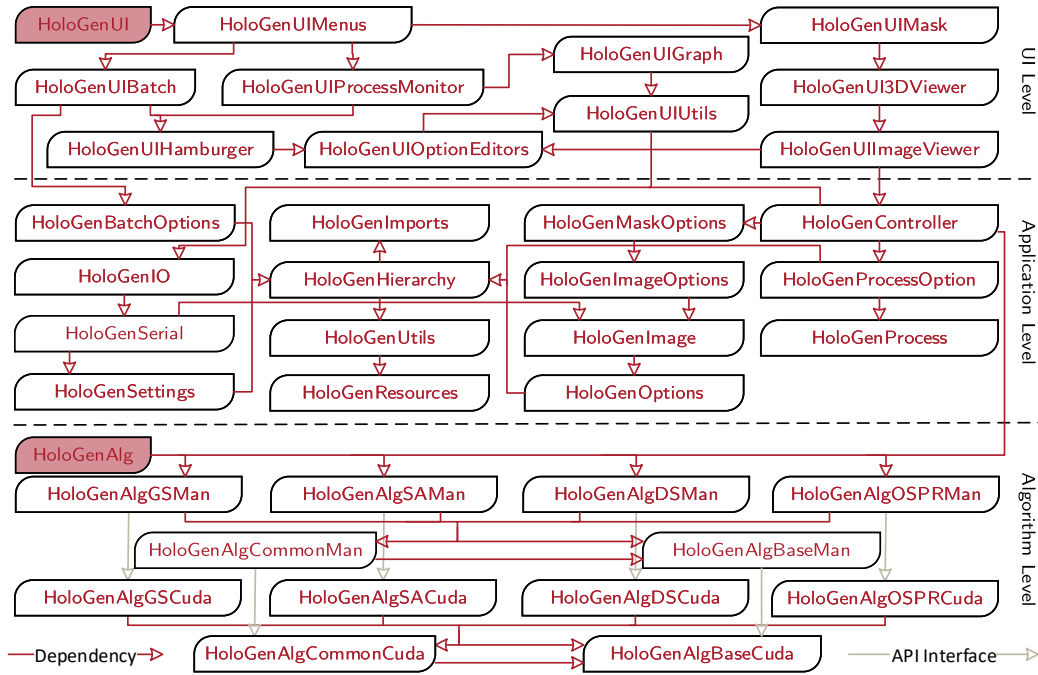 HoloGenUI
HoloGenUIMenus
HoloGenUIMask
HoloGenUIGraph
HoloGenUIBatch
HoloGenUIProcessMonitor
HoloGenUI3DViewer
HoloGenUIUtils
HoloGenUIHamburger
HoloGenUIOptionEditors
HoloGenUIImageViewer
UI Level
HoloGenBatchOptions
HoloGenImports
HoloGenMaskOptions
HoloGenController
HoloGenIO
HoloGenHierarchy
HoloGenImageOptions
HoloGenProcessOption
HoloGenSerial
HoloGenUtils
HoloGenImage
HoloGenProcess
HoloGenSettings
HoloGenResources
HoloGenOptions
Application Level
HoloGenAlg
HoloGenAlgGSMan
HoloGenAlgSAMan
HoloGenAlgDSMan
HoloGenAlgOSPRMan
HoloGenAlgCommonMan
HoloGenAlgBaseMan
HoloGenAlgGSCuda
HoloGenAlgSACuda
HoloGenAlgDSCuda
HoloGenAlgOSPRCuda
HoloGenAlgCommonCuda
HoloGenAlgBaseCuda
Algorithm Level
Dependency
API Interface